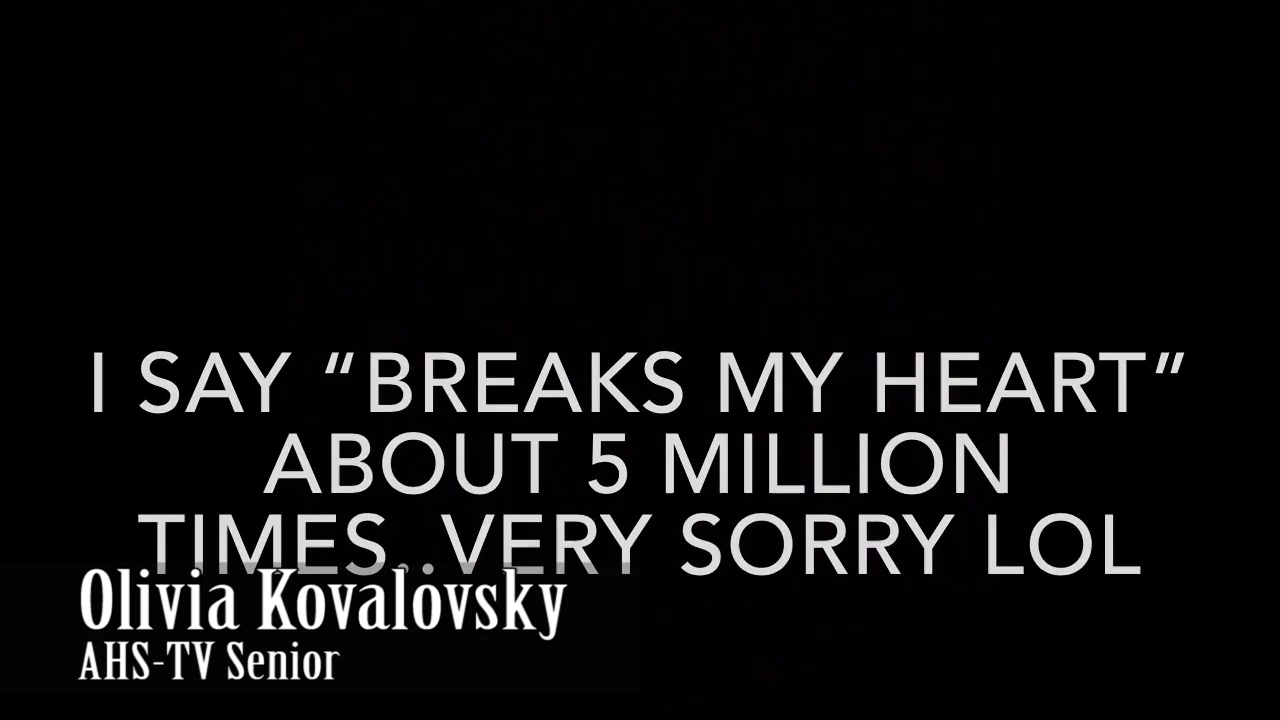 I SAY “BREAKS MY HEART”
ABOUT 5 MILLION
TIMES..VERY SORRY LOL
Olivia Kovalovsky
AHS-TV Senior